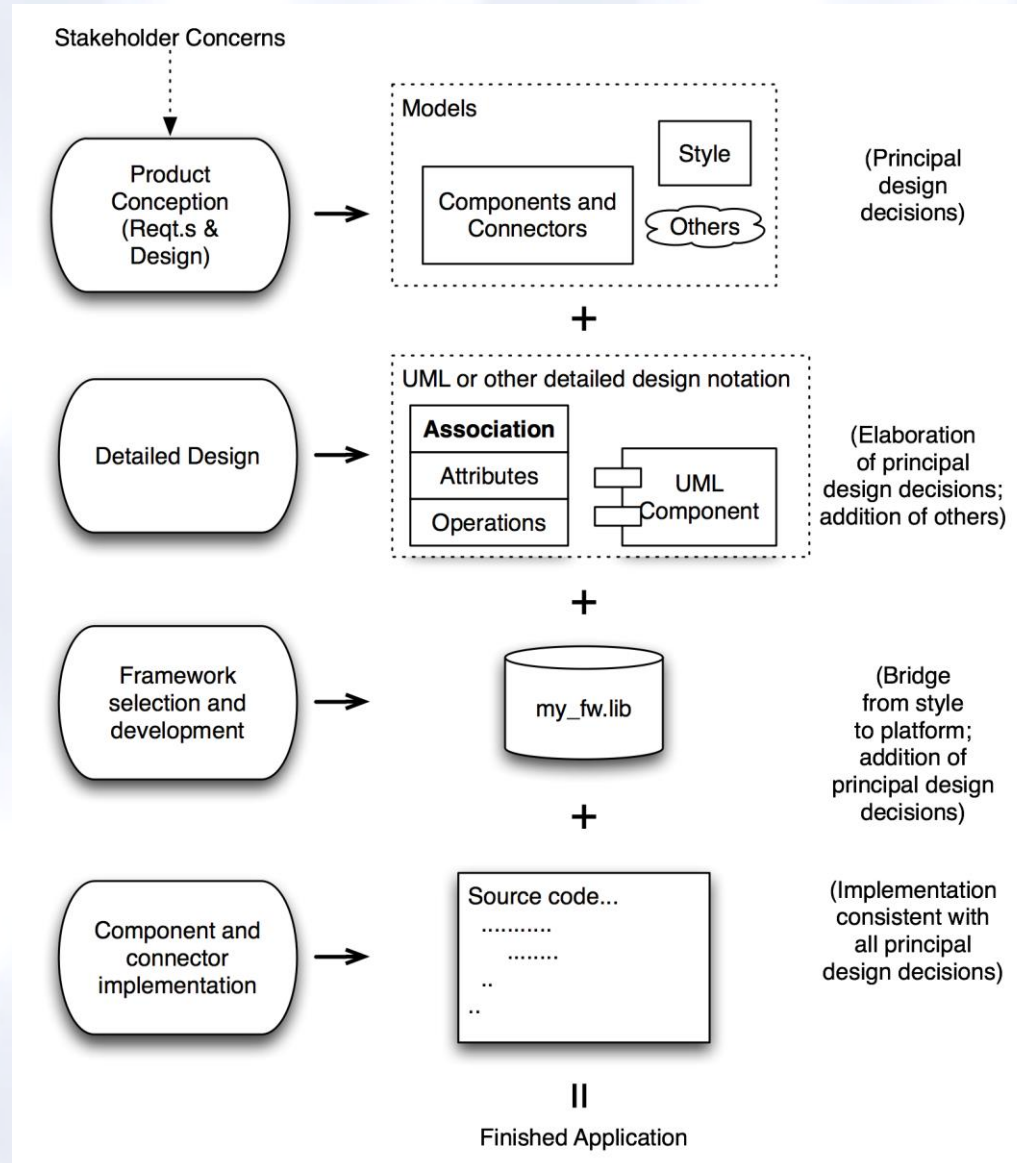 Stakeholder Concerns
Product
Conception
(Reqt.s &
Design)
Models
Style
Components and
Connectors
Others
(Principal
design
decisions)
+
Detailed Design
UML or other detailed design notation
Association
Attributes
Operations
UML
Component
(Elaboration
of principal
design decisions;
addition of others)
+
Framework
selection and
development
my_fw.lib
(Bridge
from style
to platform;
addition of
principal design
decisions)
+
Component and
connector
implementation
Source code...
...........
........
..
..
(Implementation
consistent with
all principal
design decisions)
=
Finished Application